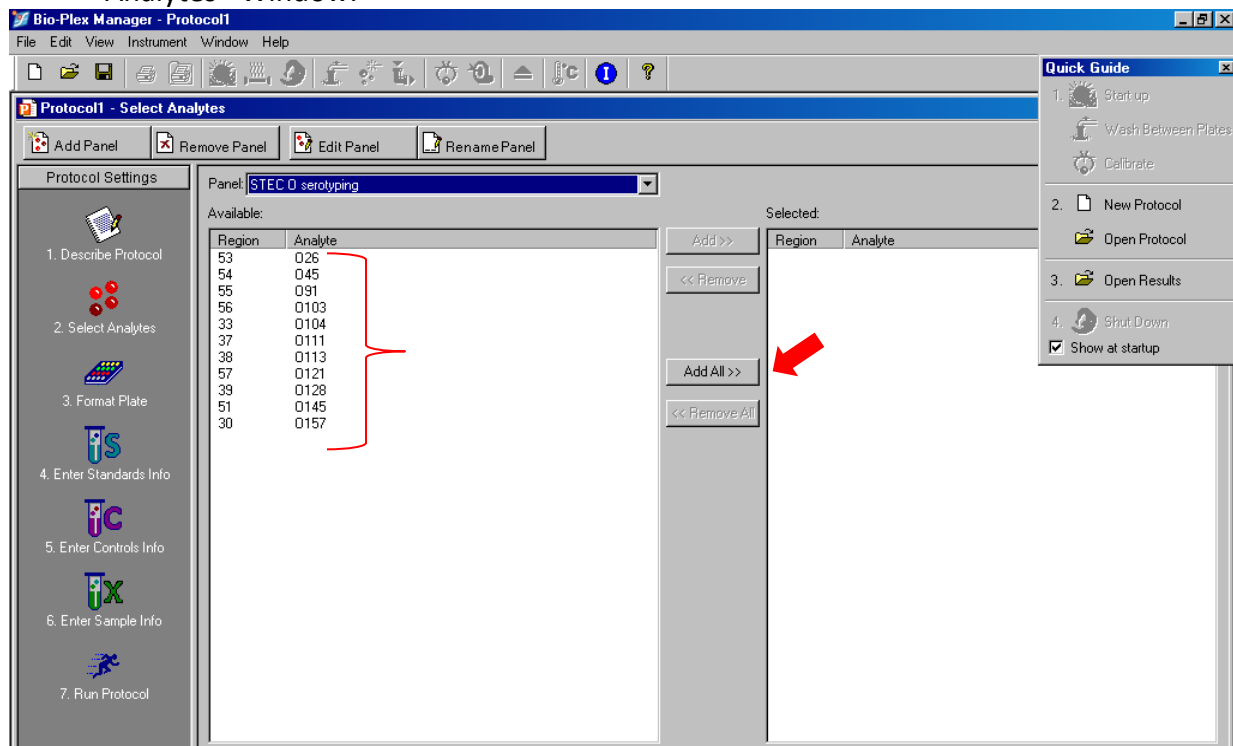 Analytes" Window.
Bio-Plex Manager - Protocol1
File Edit View Instrument Window Help
Protocol1 - Select Analytes
Add Panel Remove Panel Edit Panel Rename Panel
Protocol Settings
1. Describe Protocol
2. Select Analytes
3. Format Plate
4. Enter Standards Info
5. Enter Controls Info
6. Enter Sample Info
7. Run Protocol
Panel: STEC O serotyping
Available:
Region Analyte
53 O26
54 O45
55 O91
56 O103
33 O104
37 O111
38 O113
57 O121
39 O128
51 O145
30 O157
Add >>
<< Remove
Add All >>
<< Remove All
Selected:
Region Analyte
Quick Guide
1. Start up
Wash Between Plates
Calibrate
2. New Protocol
Open Protocol
3. Open Results
4. Shut Down
Show at startup